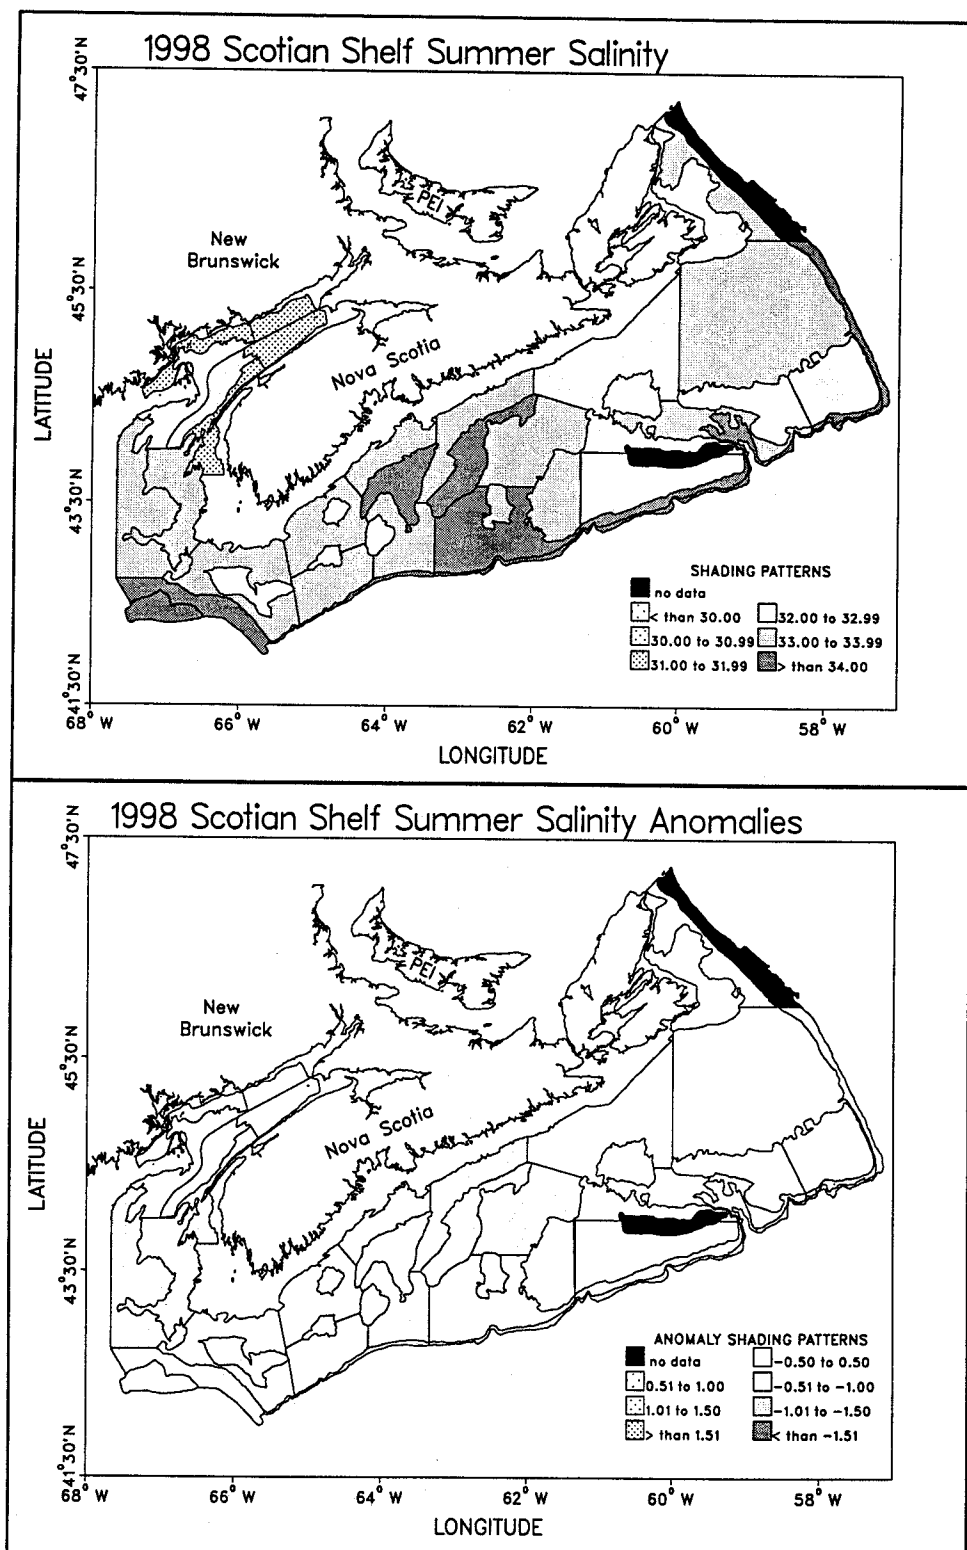 1998 Scotian Shelf Summer Salinity
47°30'N
45°30'N
43°30'N
41°30'N
LATITUDE
New
Brunswick
PEI
Nova Scotia
SHADING PATTERNS
no data
< than 30.00
32.00 to 32.99
30.00 to 30.99
33.00 to 33.99
31.00 to 31.99
> than 34.00
68° W
66° W
64° W
62° W
60° W
58° W
LONGITUDE
1998 Scotian Shelf Summer Salinity Anomalies
47°30'N
45°30'N
43°30'N
41°30'N
LATITUDE
New
Brunswick
PEI
Nova Scotia
ANOMALY SHADING PATTERNS
no data
-0.50 to 0.50
0.51 to 1.00
-0.51 to -1.00
1.01 to 1.50
-1.01 to -1.50
> than 1.51
< than -1.51
68° W
66° W
64° W
62° W
60° W
58° W
LONGITUDE